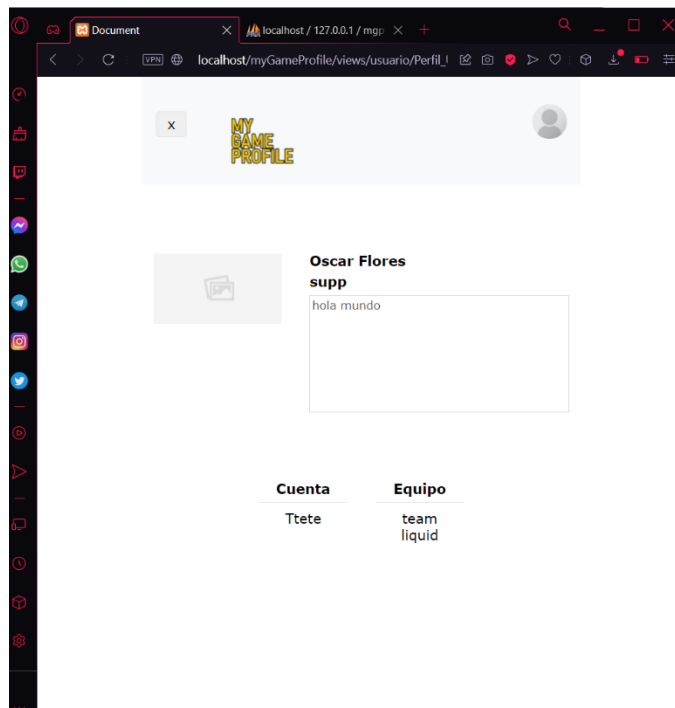 Document
localhost / 127.0.0.1 / mgp
VPN
localhost/myGameProfile/views/usuario/Perfil_
X
MY
GAME
PROFILE
Oscar Flores
supp
hola mundo
Cuenta Equipo
Ttete team
liquid